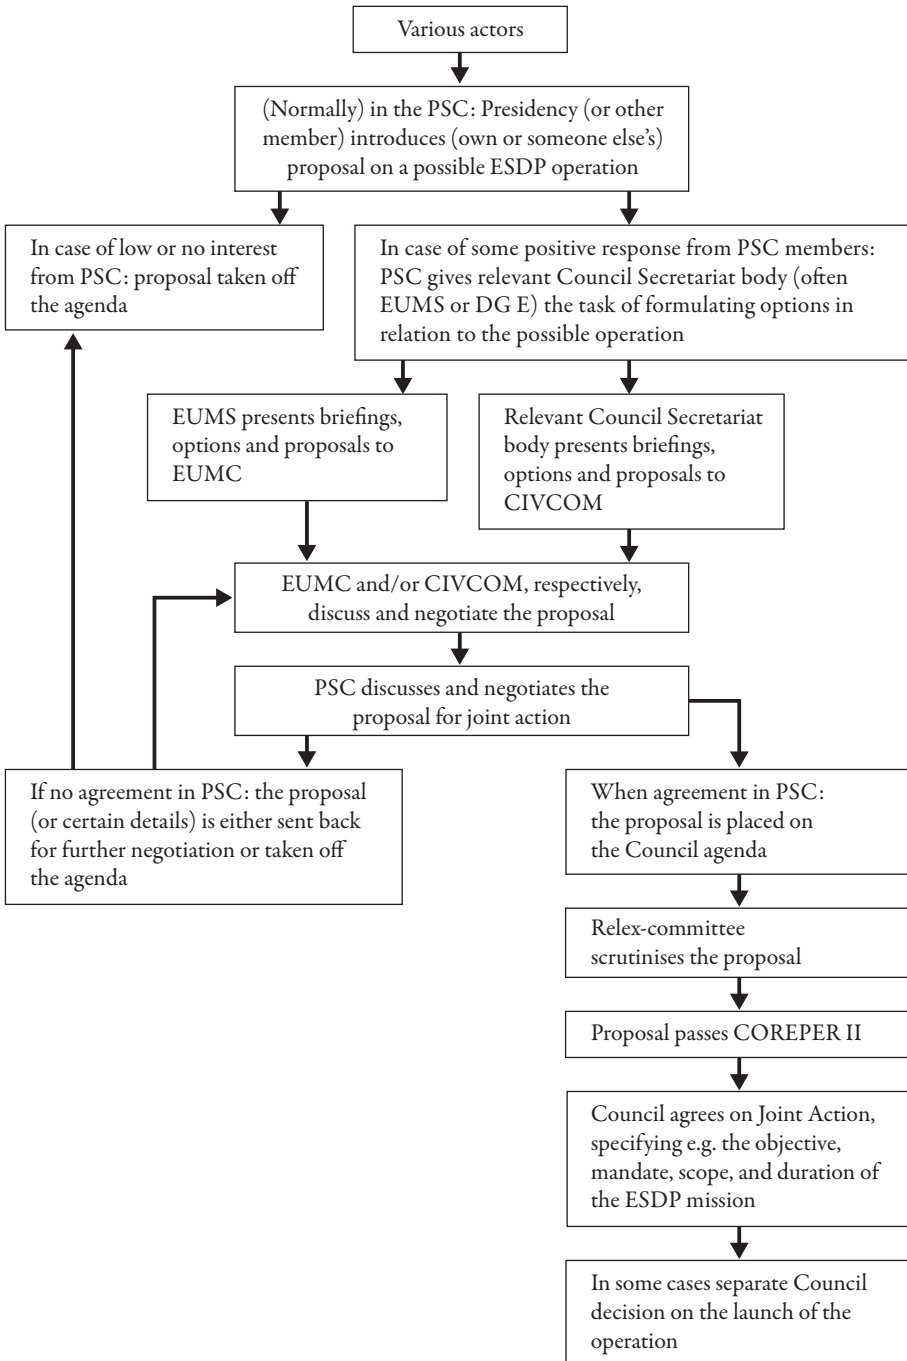 Various actors
(Normally) in the PSC: Presidency (or other
member) introduces (own or someone else’s)
proposal on a possible ESDP operation
In case of low or no interest
from PSC: proposal taken off
the agenda
In case of some positive response from PSC members:
PSC gives relevant Council Secretariat body (often
EUMS or DG E) the task of formulating options in
relation to the possible operation
EUMS presents briefings,
options and proposals to
EUMC
Relevant Council Secretariat
body presents briefings,
options and proposals to
CIVCOM
EUMC and/or CIVCOM, respectively,
discuss and negotiate the proposal
PSC discusses and negotiates the
proposal for joint action
If no agreement in PSC: the proposal
(or certain details) is either sent back
for further negotiation or taken off
the agenda
When agreement in PSC:
the proposal is placed on
the Council agenda
Relex-committee
scrutinises the proposal
Proposal passes COREPER II
Council agrees on Joint Action,
specifying e.g. the objective,
mandate, scope, and duration of
the ESDP mission
In some cases separate Council
decision on the launch of the
operation